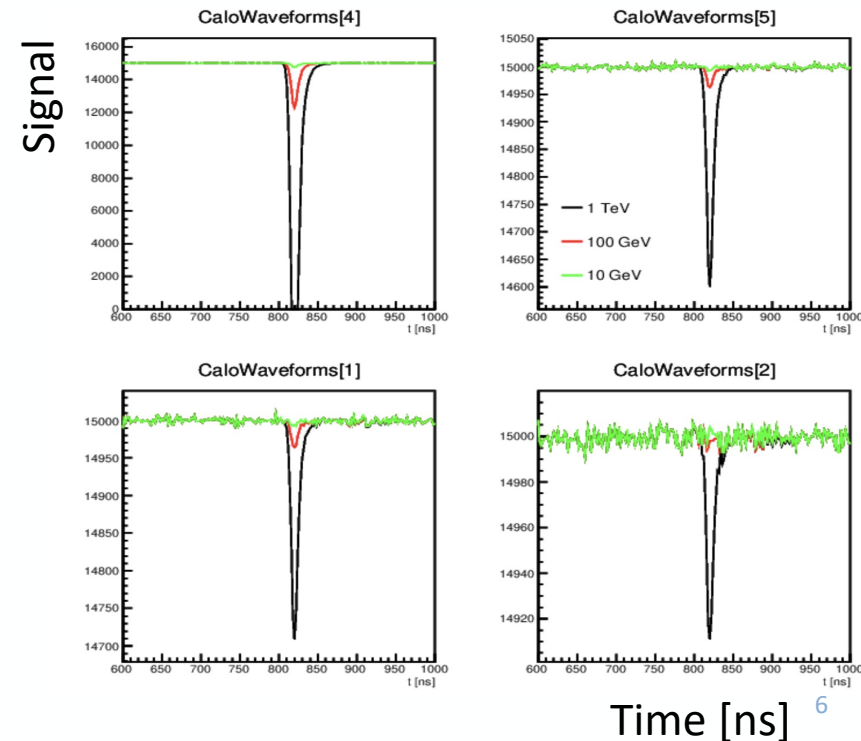 Signal
CaloWaveforms[4]
16000
14000
12000
10000
8000
6000
4000
2000
0
600 650 700 750 800 850 900 950 1000
t [ns]
CaloWaveforms[5]
15050
15000
14950
14900
14850
14800
14750
14700
14650
14600
1 TeV
100 GeV
10 GeV
600 650 700 750 800 850 900 950 1000
t [ns]
CaloWaveforms[1]
15000
14950
14900
14850
14800
14750
14700
600 650 700 750 800 850 900 950 1000
t [ns]
CaloWaveforms[2]
15000
14980
14960
14940
14920
600 650 700 750 800 850 900 950 1000
t [ns]
Time [ns]
6